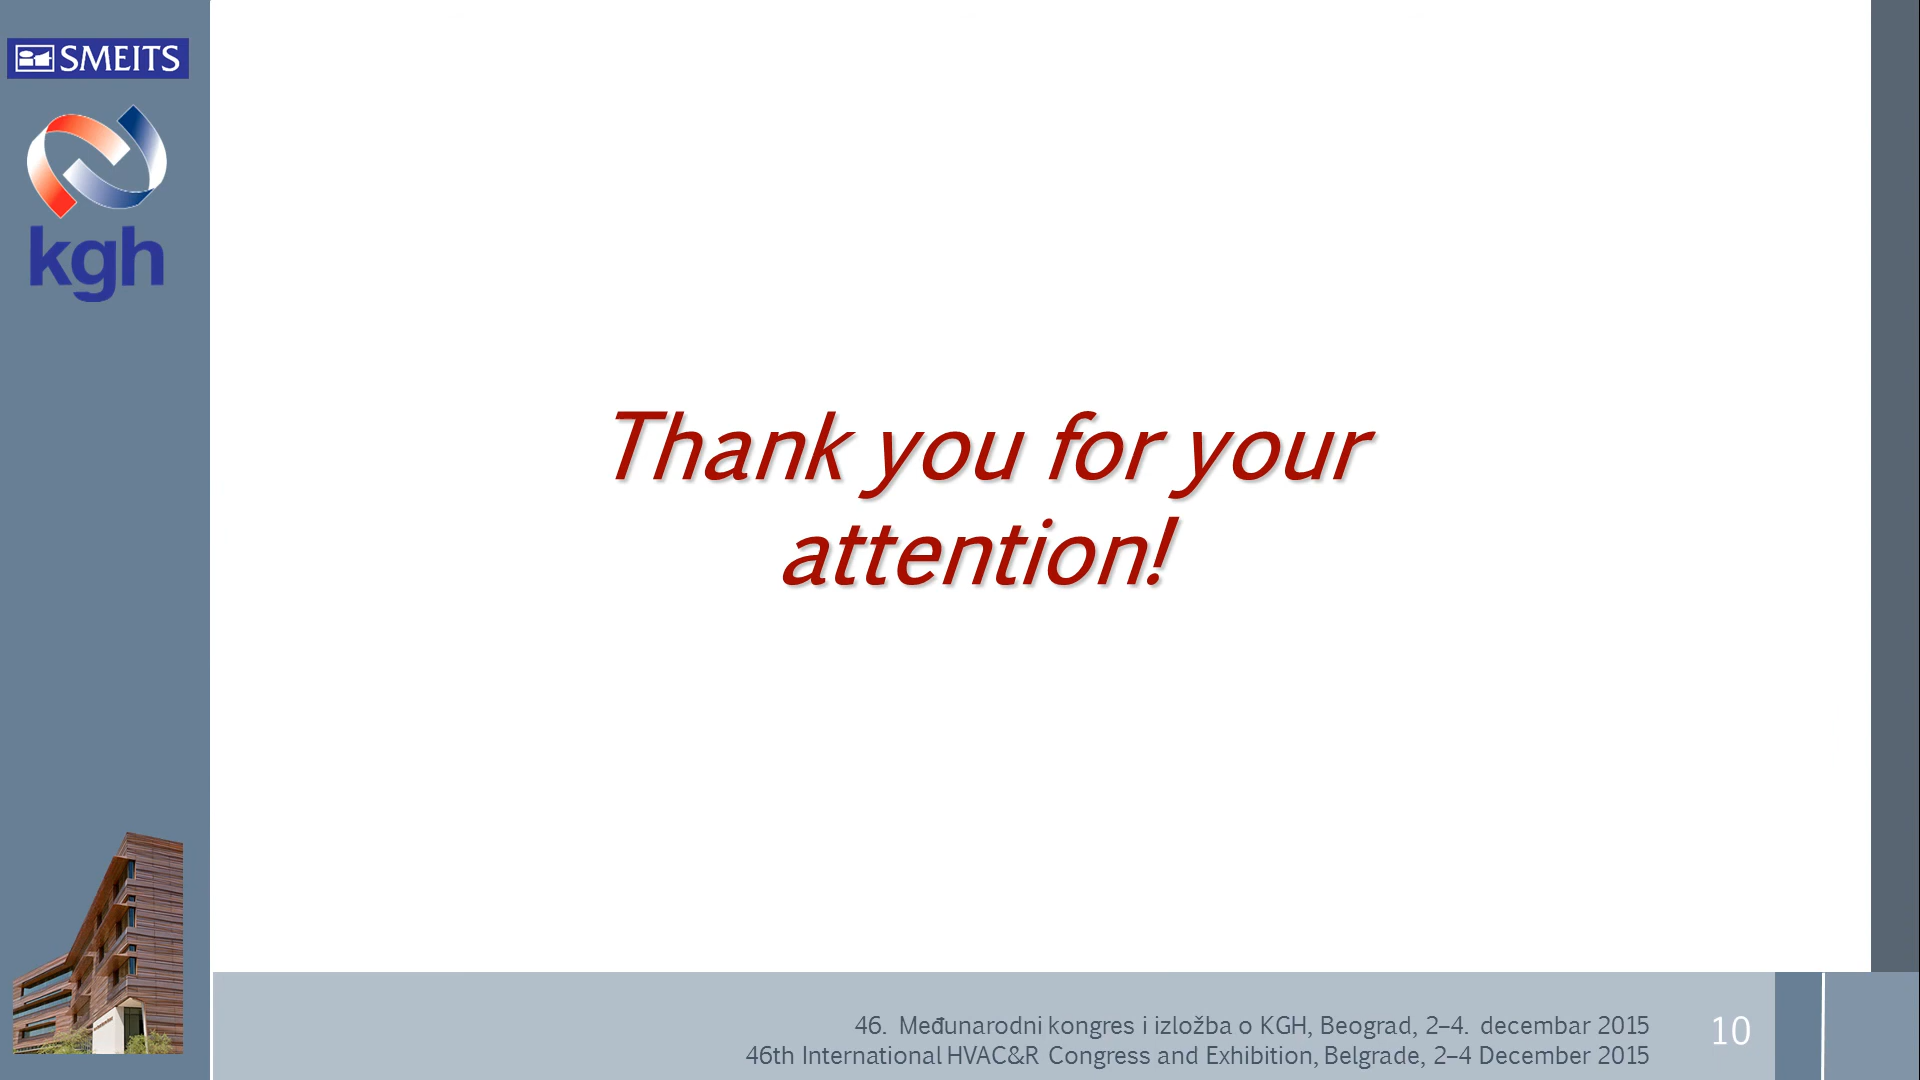 SMEITS
kgh
Thank you for your
attention!
46. Međunarodni kongres i izložba o KGH, Beograd, 2–4. decembar 2015
46th International HVAC&R Congress and Exhibition, Belgrade, 2–4 December 2015
10